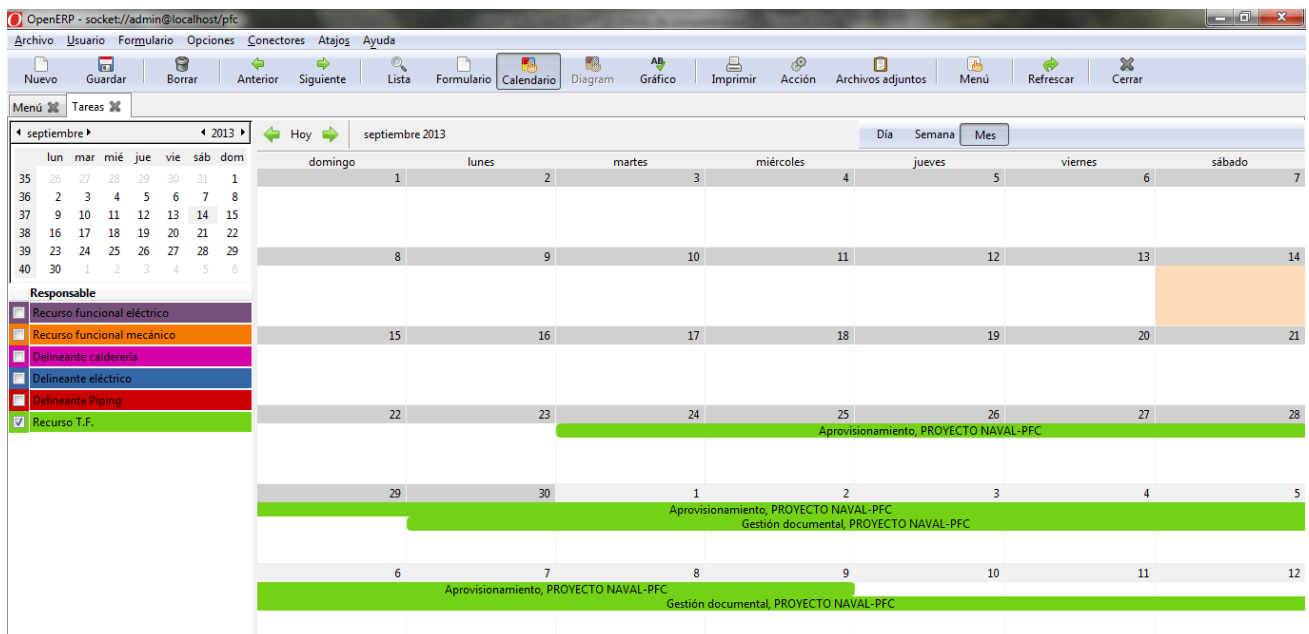 OpenERP - socket://admin@localhost/pfc
Archivo Usuario Formulario Opciones Conectores Atajos Ayuda
Nuevo Guardar Borrar Anterior Siguiente Lista Formulario Calendario Diagram Gráfico Imprimir Acción Archivos adjuntos Menú Refrescar Cerrar
Menú Tareas
septiembre 2013 Hoy septiembre 2013 Día Semana Mes
lun mar mié jue vie sáb dom
35 26 27 28 29 30 31 1
36 2 3 4 5 6 7 8
37 9 10 11 12 13 14 15
38 16 17 18 19 20 21 22
39 23 24 25 26 27 28 29
40 30 1 2 3 4 5 6
Responsable
Recurso funcional eléctrico
Recurso funcional mecánico
Delineante calderería
Delineante eléctrico
Delineante Piping
Recurso T.F.
domingo lunes martes miércoles jueves viernes sábado
1 2 3 4 5 6 7
8 9 10 11 12 13 14
15 16 17 18 19 20 21
22 23 24 25 26 27 28
Aprovisionamiento, PROYECTO NAVAL-PFC
29 30 1 2 3 4 5
Aprovisionamiento, PROYECTO NAVAL-PFC
Gestión documental, PROYECTO NAVAL-PFC
6 7 8 9 10 11 12
Aprovisionamiento, PROYECTO NAVAL-PFC
Gestión documental, PROYECTO NAVAL-PFC